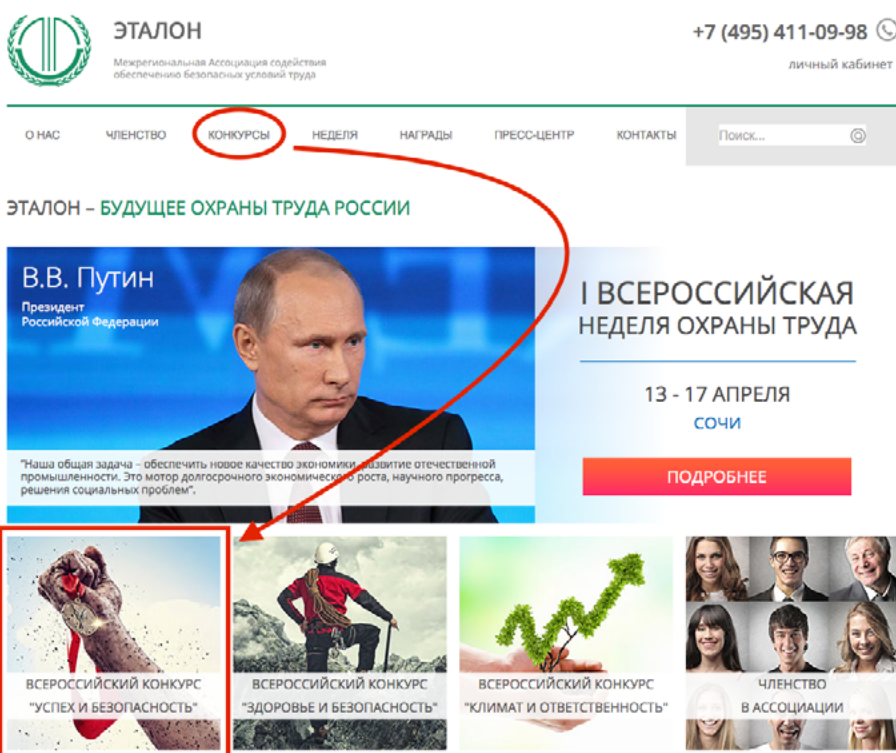 ЭТАЛОН
Межрегиональная Ассоциация содействия
обеспечению безопасных условий труда
+7 (495) 411-09-98
личный кабинет
О НАС ЧЛЕНСТВО КОНКУРСЫ НЕДЕЛЯ НАГРАДЫ ПРЕСС-ЦЕНТР КОНТАКТЫ Поиск...
ЭТАЛОН – БУДУЩЕЕ ОХРАНЫ ТРУДА РОССИИ
В.В. Путин
Президент
Российской Федерации
"Наша общая задача – обеспечить новое качество экономики, развитие отечественной
промышленности. Это мотор долгосрочного экономического роста, научного прогресса,
решения социальных проблем".
I ВСЕРОССИЙСКАЯ
НЕДЕЛЯ ОХРАНЫ ТРУДА
13 - 17 АПРЕЛЯ
СОЧИ
ПОДРОБНЕЕ
ВСЕРОССИЙСКИЙ КОНКУРС
"УСПЕХ И БЕЗОПАСНОСТЬ"
ВСЕРОССИЙСКИЙ КОНКУРС
"ЗДОРОВЬЕ И БЕЗОПАСНОСТЬ"
ВСЕРОССИЙСКИЙ КОНКУРС
"КЛИМАТ И ОТВЕТСТВЕННОСТЬ"
ЧЛЕНСТВО
В АССОЦИАЦИИ